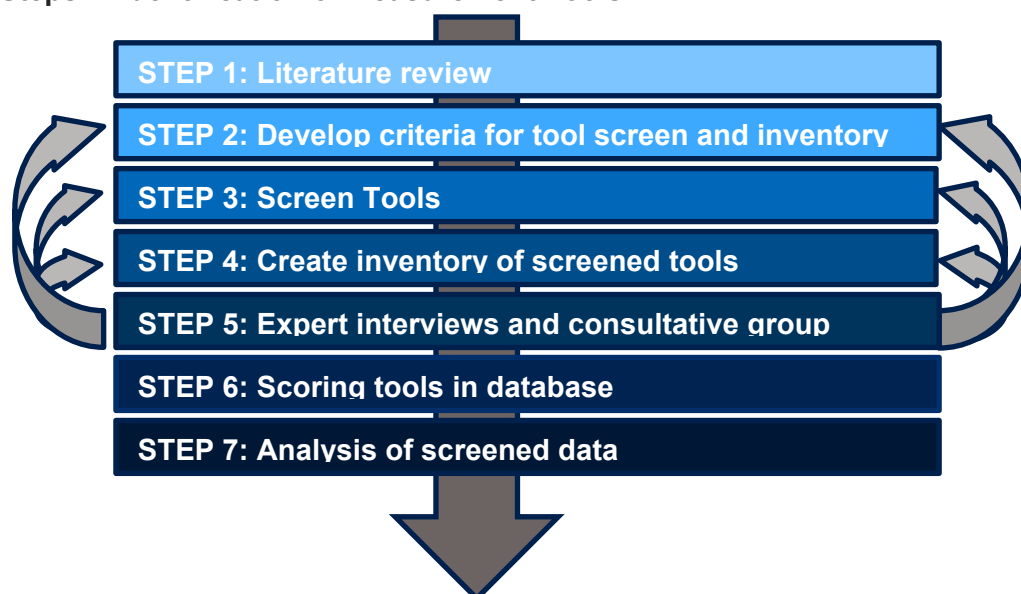 STEP 1: Literature review
STEP 2: Develop criteria for tool screen and inventory
STEP 3: Screen Tools
STEP 4: Create inventory of screened tools
STEP 5: Expert interviews and consultative group
STEP 6: Scoring tools in database
STEP 7: Analysis of screened data